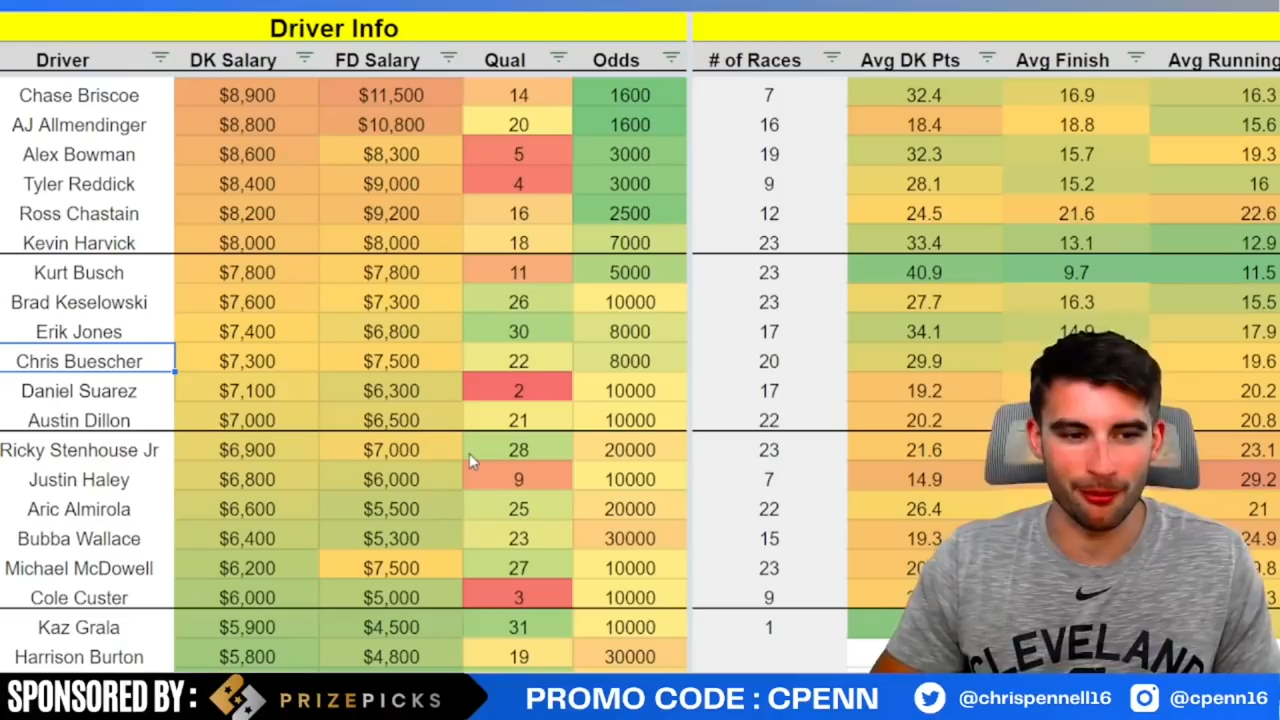 Driver Info
Driver DK Salary FD Salary Qual Odds # of Races Avg DK Pts Avg Finish Avg Running
Chase Briscoe $8,900 $11,500 14 1600 7 32.4 16.9 16.3
AJ Allmendinger $8,800 $10,800 20 1600 16 18.4 18.8 15.6
Alex Bowman $8,600 $8,300 5 3000 19 32.3 15.7 19.3
Tyler Reddick $8,400 $9,000 4 3000 9 28.1 15.2 16
Ross Chastain $8,200 $9,200 16 2500 12 24.5 21.6 22.6
Kevin Harvick $8,000 $8,000 18 7000 23 33.4 13.1 12.9
Kurt Busch $7,800 $7,800 11 5000 23 40.9 9.7 11.5
Brad Keselowski $7,600 $7,300 26 10000 23 27.7 16.3 15.5
Erik Jones $7,400 $6,800 30 8000 17 34.1 14.9 17.9
Chris Buescher $7,300 $7,500 22 8000 20 29.9 19.6
Daniel Suarez $7,100 $6,300 2 10000 17 19.2 20.2
Austin Dillon $7,000 $6,500 21 10000 22 20.2 20.8
Ricky Stenhouse Jr $6,900 $7,000 28 20000 23 21.6 23.1
Justin Haley $6,800 $6,000 9 10000 7 14.9 29.2
Aric Almirola $6,600 $5,500 25 20000 22 26.4 21
Bubba Wallace $6,400 $5,300 23 30000 15 19.3 24.9
Michael McDowell $6,200 $7,500 27 10000 23
Cole Custer $6,000 $5,000 3 10000 9
Kaz Grala $5,900 $4,500 31 10000 1
Harrison Burton $5,800 $4,800 19 30000
CLEVELAND
SPONSORED BY : PRIZEPICKS PROMO CODE : CPENN @chrispennell16 @cpenn16